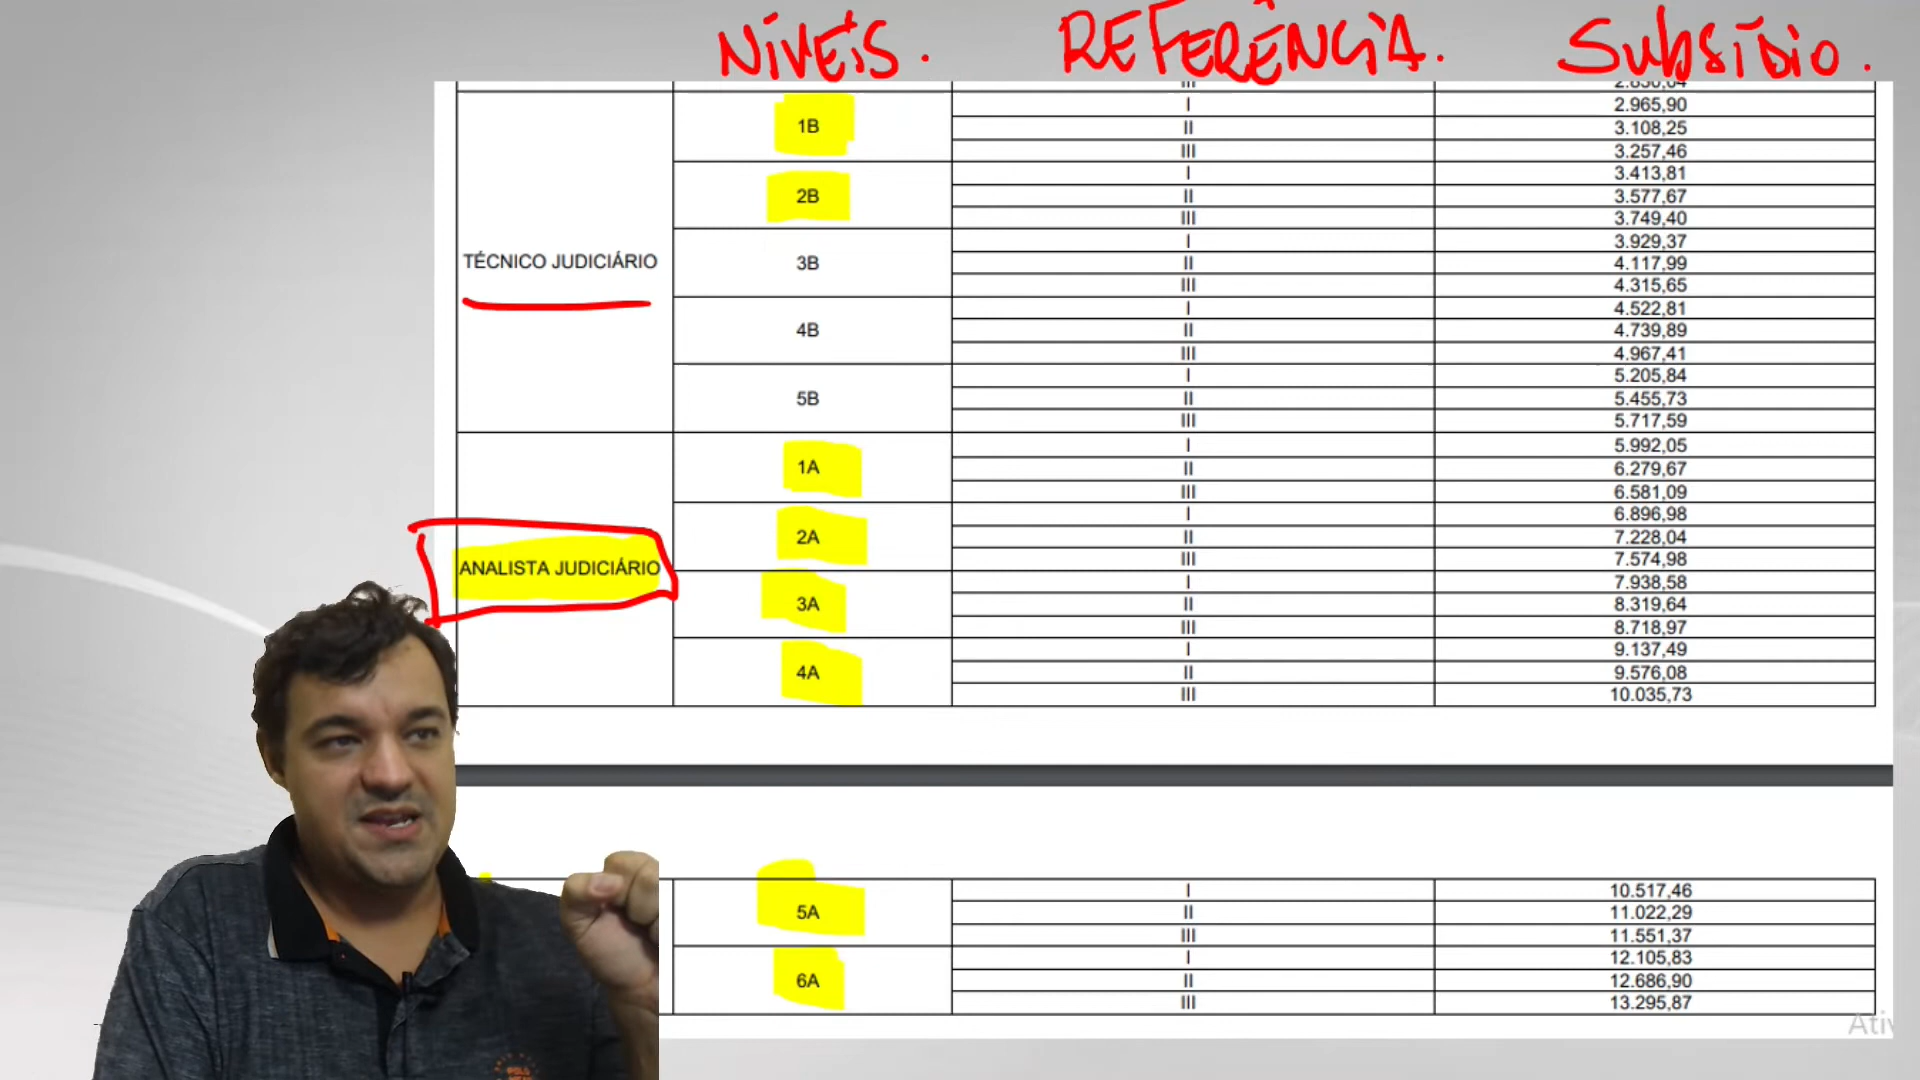 NÍVEIS. REFERÊNCIA. SUBSÍDIO.
III 2.830,04
TÉCNICO JUDICIÁRIO
1B I 2.965,90
II 3.108,25
III 3.257,46
2B I 3.413,81
II 3.577,67
III 3.749,40
3B I 3.929,37
II 4.117,99
III 4.315,65
4B I 4.522,81
II 4.739,89
III 4.967,41
5B I 5.205,84
II 5.455,73
III 5.717,59
ANALISTA JUDICIÁRIO
1A I 5.992,05
II 6.279,67
III 6.581,09
2A I 6.896,98
II 7.228,04
III 7.574,98
3A I 7.938,58
II 8.319,64
III 8.718,97
4A I 9.137,49
II 9.576,08
III 10.035,73
5A I 10.517,46
II 11.022,29
III 11.551,37
6A I 12.105,83
II 12.686,90
III 13.295,87
Ativ